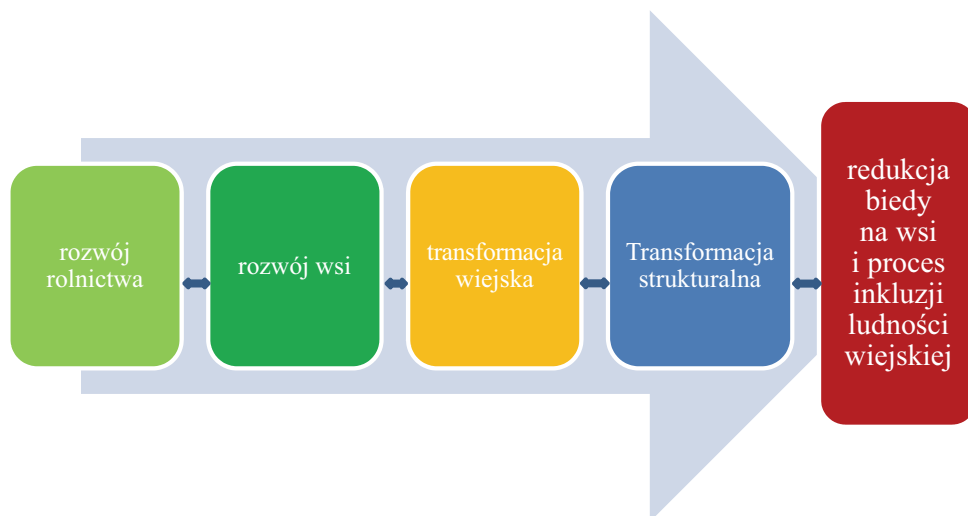 rozwój
rolnictwa
rozwój wsi
transformacja
wiejska
Transformacja
strukturalna
redukcja
biedy
na wsi
i proces
inkluzji
ludności
wiejskiej